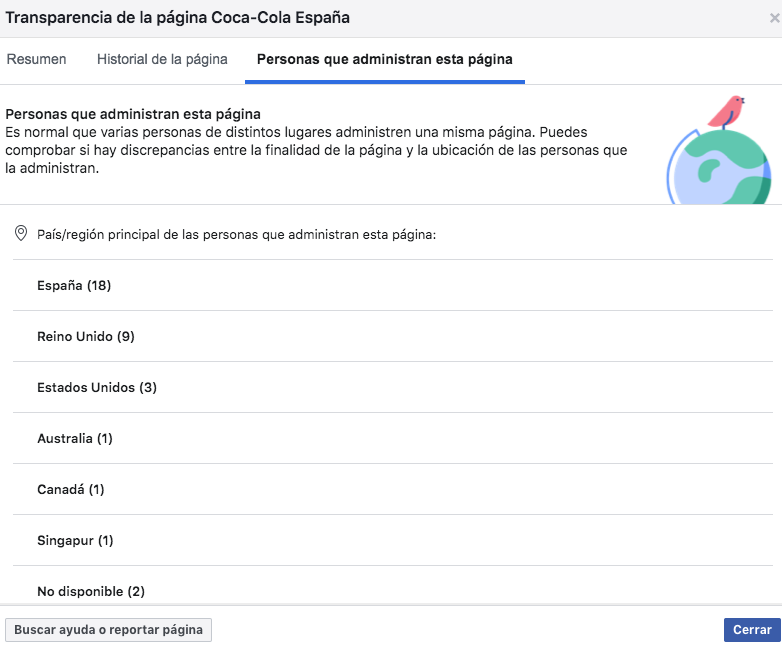 Transparencia de la página Coca-Cola España
Resumen Historial de la página Personas que administran esta página
Personas que administran esta página
Es normal que varias personas de distintos lugares administren una misma página. Puedes
comprobar si hay discrepancias entre la finalidad de la página y la ubicación de las personas que
la administran.
País/región principal de las personas que administran esta página:
España (18)
Reino Unido (9)
Estados Unidos (3)
Australia (1)
Canadá (1)
Singapur (1)
No disponible (2)
Buscar ayuda o reportar página Cerrar